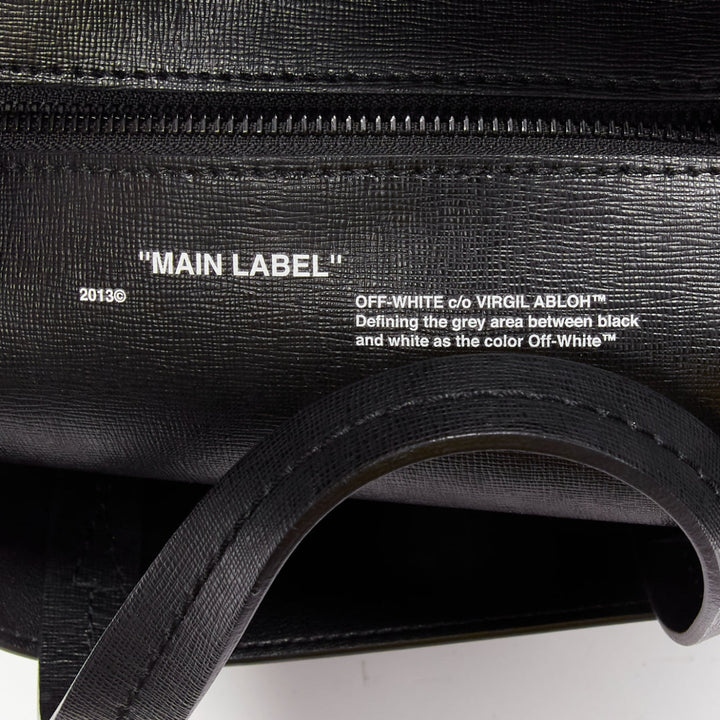 "MAIN LABEL"
2013©
OFF-WHITE c/o VIRGIL ABLOH™
Defining the grey area between black
and white as the color Off-White™